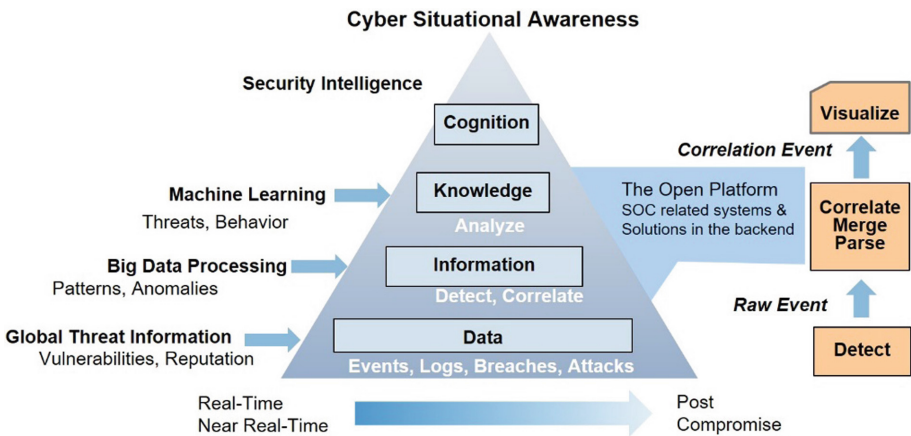 Cyber Situational Awareness
Security Intelligence
Cognition
Machine Learning
Threats, Behavior
Knowledge
Analyze
Big Data Processing
Patterns, Anomalies
Information
Detect, Correlate
Global Threat Information
Vulnerabilities, Reputation
Data
Events, Logs, Breaches, Attacks
Real-Time
Near Real-Time
Post
Compromise
The Open Platform
SOC related systems &
Solutions in the backend
Visualize
Correlation Event
Correlate
Merge
Parse
Raw Event
Detect